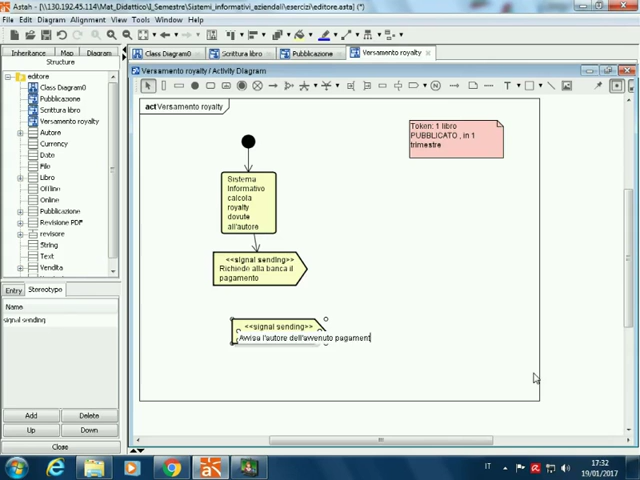 Astah - [\\130.192.45.114\Mat_Didattico\I_Semestre\Sistemi_informativi_aziendali\esercizi\editore.asta] (*)
File Edit Diagram Alignment View Tools Window Help
Inheritance Map Diagram
Structure
editore
Class Diagram0
Pubblicazione
Scrittura libro
Versamento royalty
Autore
Currency
Date
File
Libro
Offline
Online
Pubblicazione
Revisione PDF
revisore
String
Text
Vendita
Entry Stereotype
Name
signal sending
Add Delete
Up Down
Close
Class Diagram0 Scrittura libro Pubblicazione Versamento royalty
Versamento royalty / Activity Diagram
act Versamento royalty
Token: 1 libro
PUBBLICATO , in 1
trimestre
Sistema
Informativo
calcola
royalty
dovute
all'autore
<<signal sending>>
Richiede alla banca il
pagamento
<<signal sending>>
Avvisa l'autore dell'avvenuto pagament
IT
17:32
19/01/2017